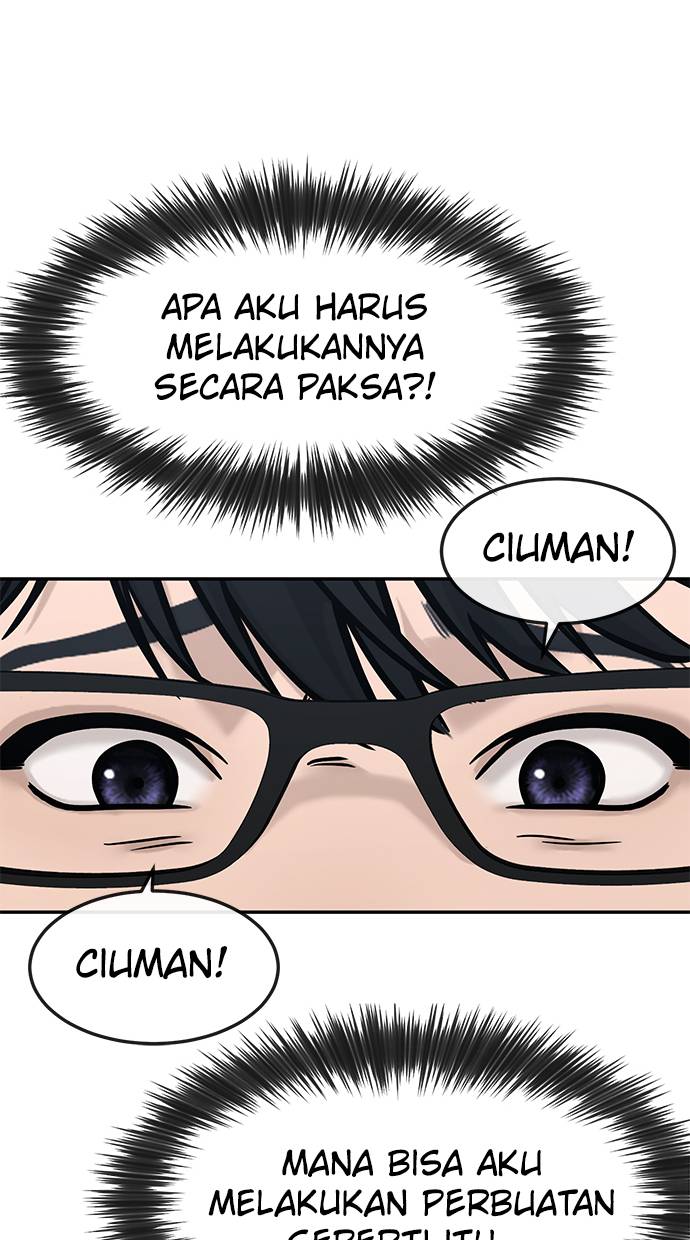 APA AKU HARUS
MELAKUKANNYA
SECARA PAKSA?!
CIUMAN!
CIUMAN!
MANA BISA AKU
MELAKUKAN PERBUATAN